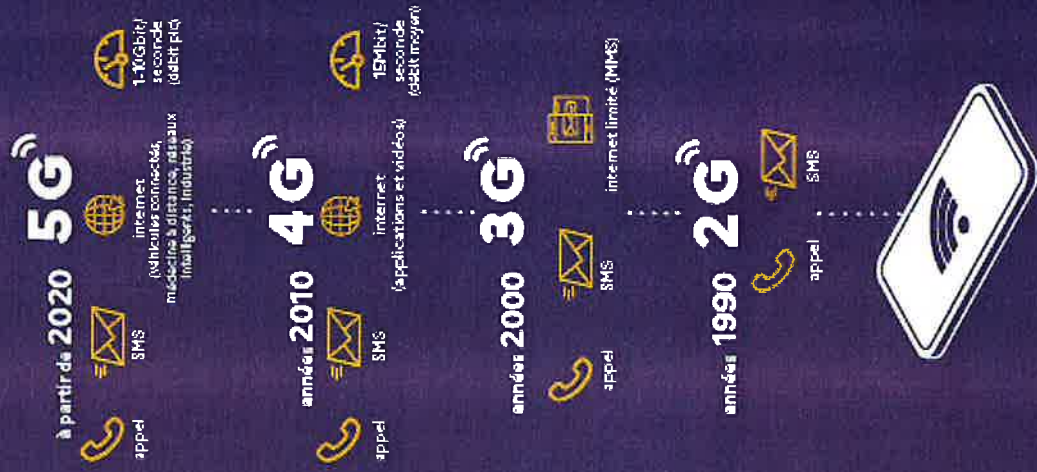 à partir de 2020 5G
appel
SMS
internet
(véhicules connectés,
médecine à distance, réseaux
intelligents, industrie)
1-10Gbit/
seconde
(débit pic)
années 2010 4G
appel
SMS
internet
(applications et vidéos)
15Mbit/
seconde
(débit moyen)
années 2000 3G
appel
SMS
internet limité (MMS)
années 1990 2G
appel
SMS